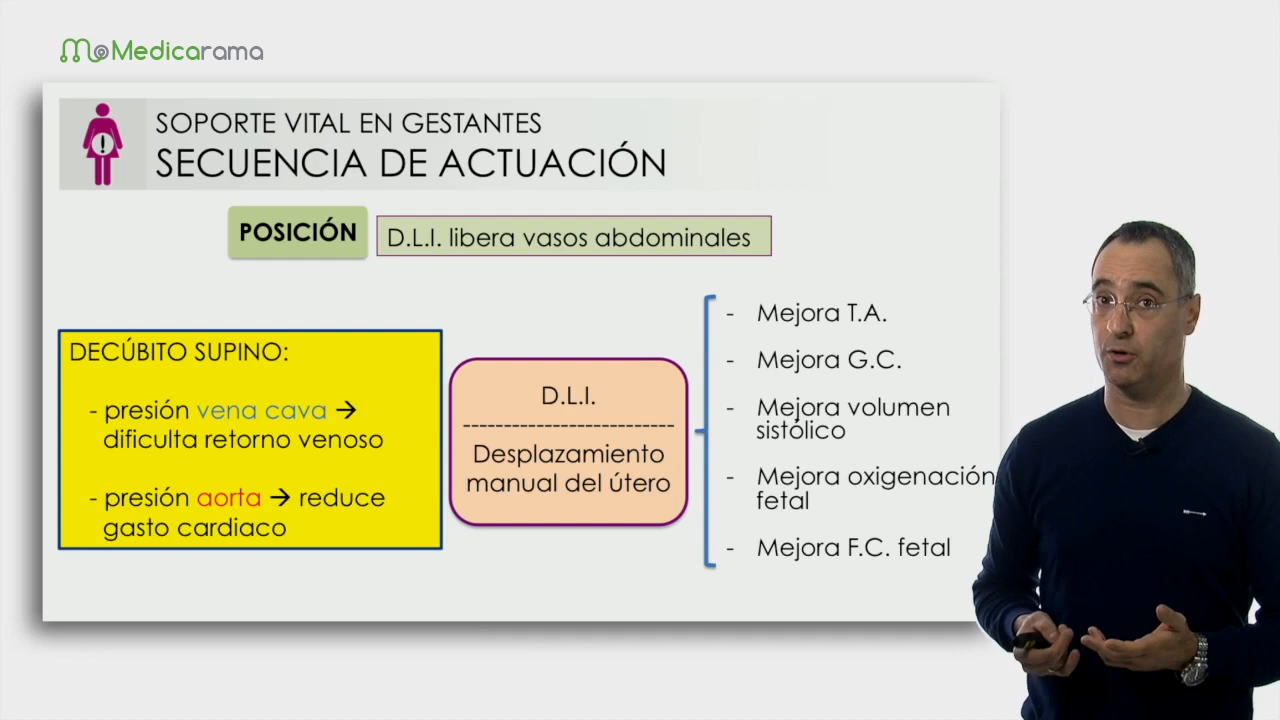 Medicarama
SOPORTE VITAL EN GESTANTES
SECUENCIA DE ACTUACIÓN
POSICIÓN
D.L.I. libera vasos abdominales
DECÚBITO SUPINO:
- presión vena cava →
dificulta retorno venoso
- presión aorta → reduce
gasto cardiaco
D.L.I.
--------------------------
Desplazamiento
manual del útero
- Mejora T.A.
- Mejora G.C.
- Mejora volumen
sistólico
- Mejora oxigenación
fetal
- Mejora F.C. fetal